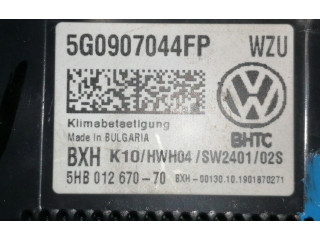 5G0907044FP WZU
Klimabeteetigung
Made in BULGARIA
BHTC
BXH K10/HWH04/SW2401/02S
5HB 012 670-70 BXH-00130.10.1901870271